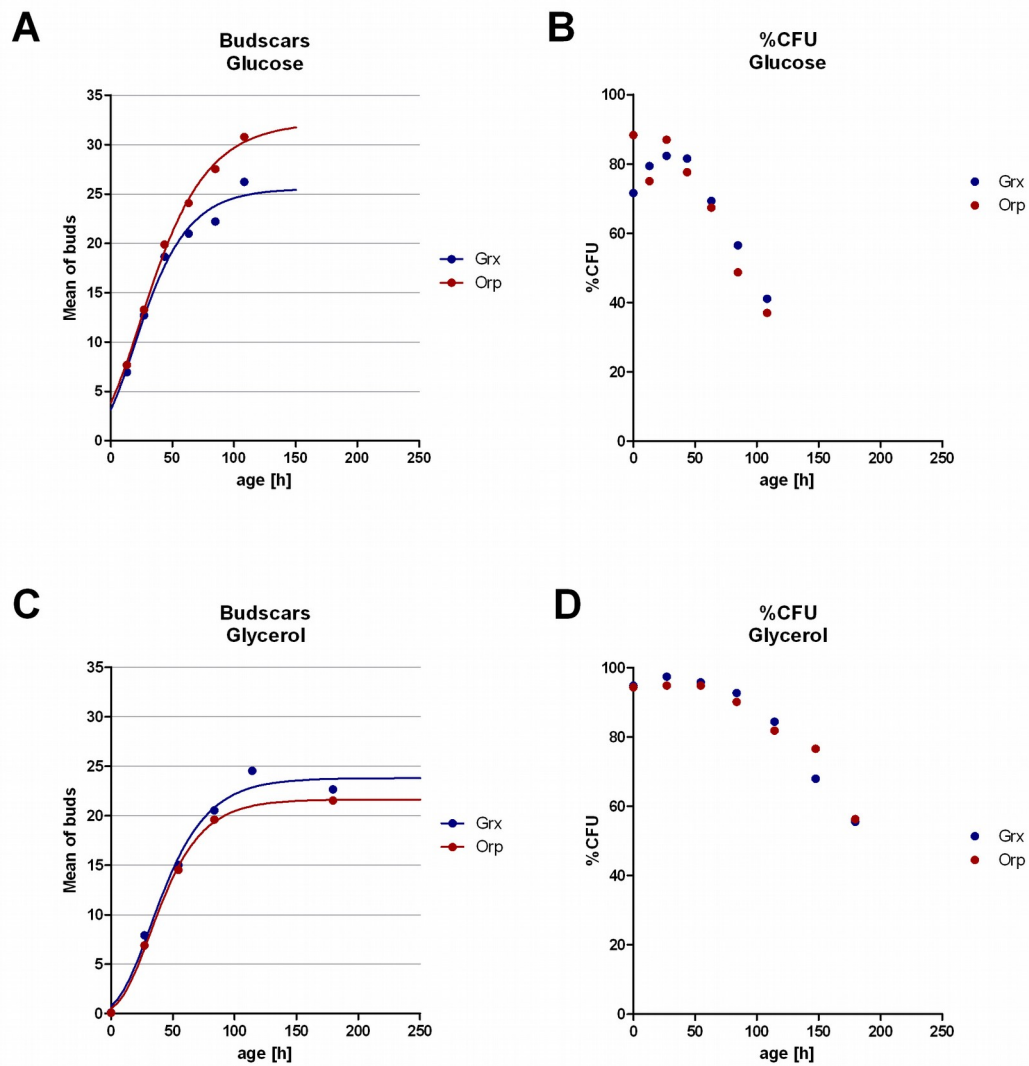 A
Budscars
Glucose
Mean of buds
35
30
25
20
15
10
5
0
0 50 100 150 200 250
age [h]
Grx
Orp
B
%CFU
Glucose
%CFU
100
80
60
40
20
0
0 50 100 150 200 250
age [h]
Grx
Orp
C
Budscars
Glycerol
Mean of buds
35
30
25
20
15
10
5
0
0 50 100 150 200 250
age [h]
Grx
Orp
D
%CFU
Glycerol
%CFU
100
80
60
40
20
0
0 50 100 150 200 250
age [h]
Grx
Orp